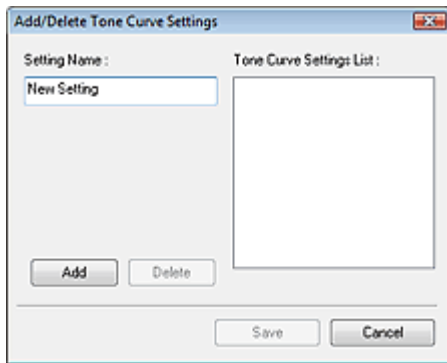 Add/Delete Tone Curve Settings
Setting Name :
Tone Curve Settings List :
New Setting
Add
Delete
Save
Cancel